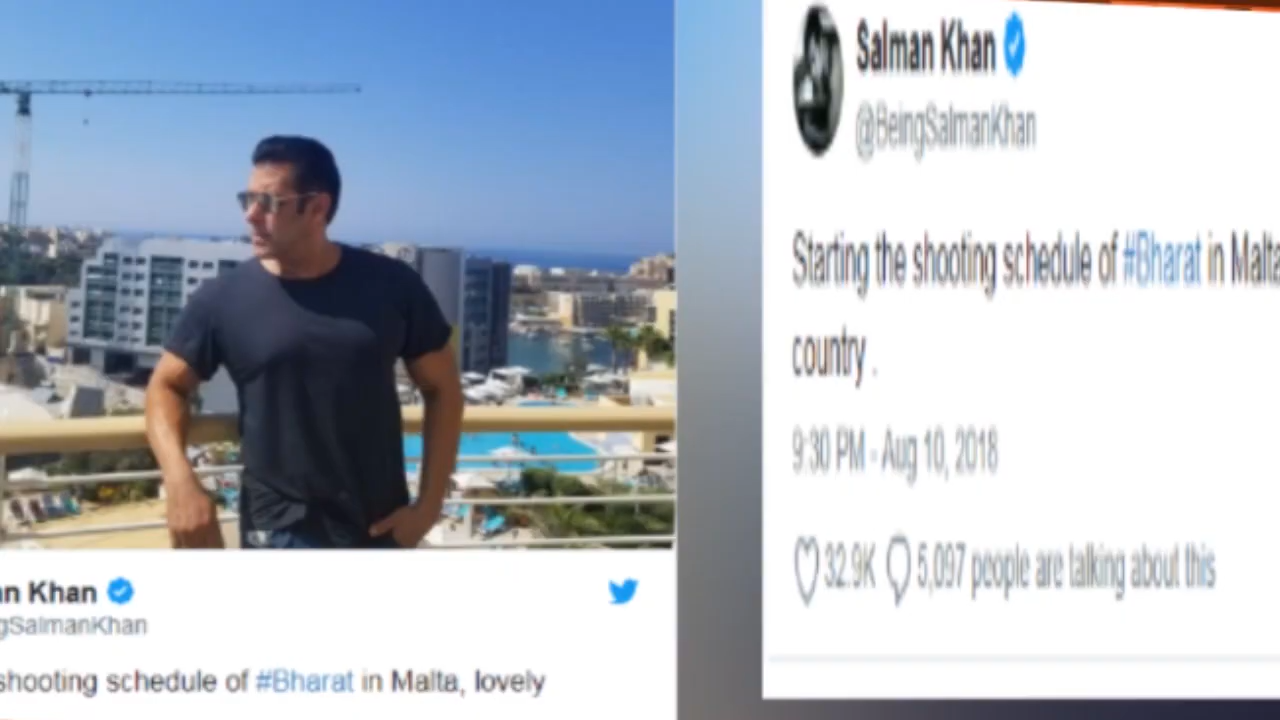 an Khan
gSalmanKhan
shooting schedule of #Bharat in Malta, lovely
Salman Khan
@BeingSalmanKhan
Starting the shooting schedule of #Bharat in Malta
country .
9:30 PM - Aug 10, 2018
32.9K 5,097 people are talking about this